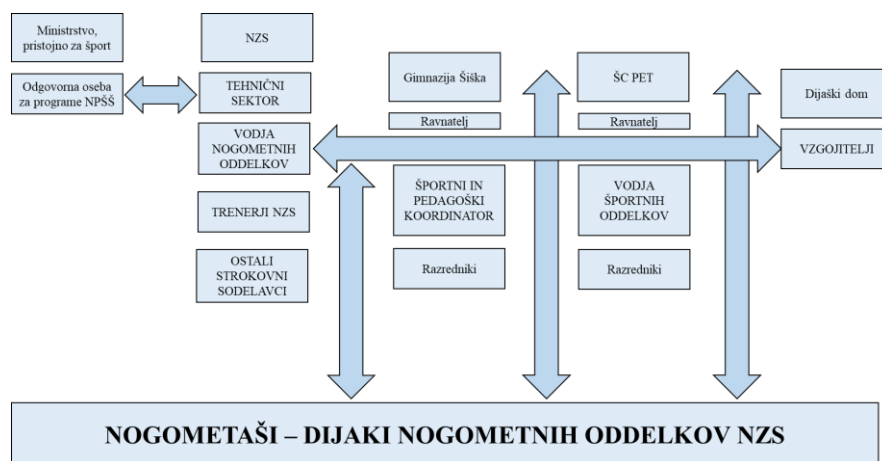 Ministrstvo,
pristojno za šport
Odgovorna oseba
za programe NPŠŠ
NZS
TEHNIČNI
SEKTOR
VODJA
NOGOMETNIH
ODDELKOV
TRENERJI NZS
OSTALI
STROKOVNI
SODELAVCI
Gimnazija Šiška
Ravnatelj
ŠPORTNI IN
PEDAGOŠKI
KOORDINATOR
Razredniki
ŠC PET
Ravnatelj
VODJA
ŠPORTNIH
ODDELKOV
Razredniki
Dijaški dom
VZGOJITELJI
NOGOMETAŠI – DIJAKI NOGOMETNIH ODDELKOV NZS